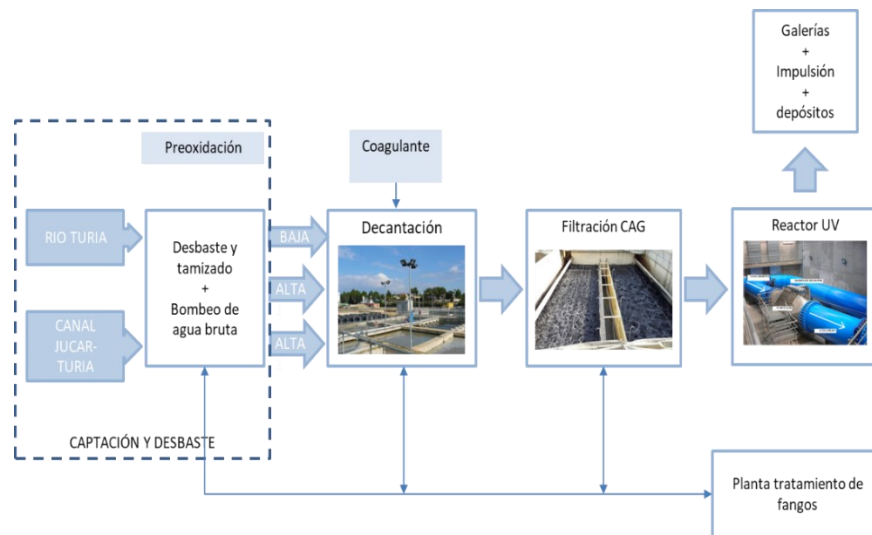 Galerías
+
Impulsión
+
depósitos
Preoxidación
Coagulante
RIO TURIA
CANAL
JUCAR-
TURIA
Desbaste y
tamizado
+
Bombeo de
agua bruta
BAJA
ALTA
ALTA
Decantación
Filtración CAG
Reactor UV
CAPTACIÓN Y DESBASTE
Planta tratamiento de
fangos